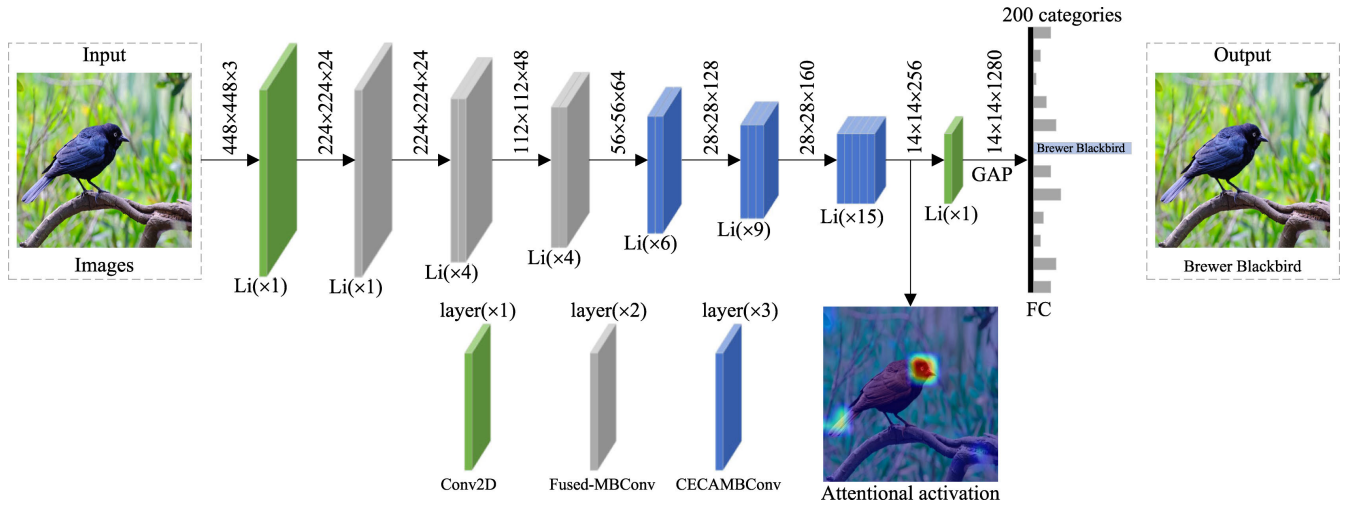 Input
Images
448×448×3
Li(×1)
224×224×24
Li(×1)
224×224×24
Li(×4)
112×112×48
Li(×4)
56×56×64
Li(×6)
28×28×128
Li(×9)
28×28×160
Li(×15)
14×14×256
Li(×1)
14×14×1280
GAP
200 categories
Brewer Blackbird
FC
Output
Brewer Blackbird
layer(×1)
Conv2D
layer(×2)
Fused-MBConv
layer(×3)
CECAMBConv
Attentional activation